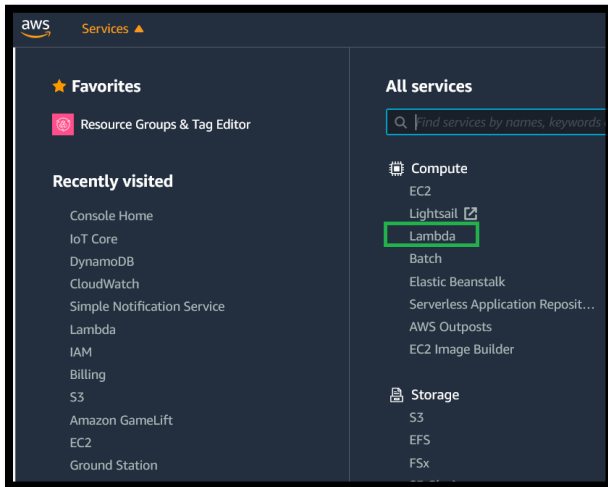 aws
Services
Favorites
Resource Groups & Tag Editor
Recently visited
Console Home
IoT Core
DynamoDB
CloudWatch
Simple Notification Service
Lambda
IAM
Billing
S3
Amazon GameLift
EC2
Ground Station
All services
Find services by names, keywords
Compute
EC2
Lightsail
Lambda
Batch
Elastic Beanstalk
Serverless Application Reposit...
AWS Outposts
EC2 Image Builder
Storage
S3
EFS
FSx